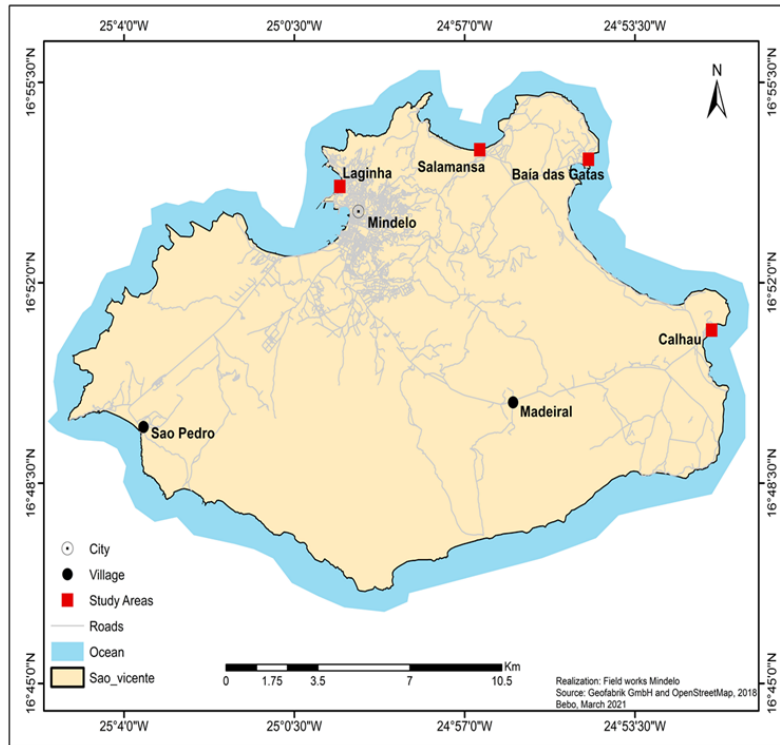 25°4'0"W 25°0'30"W 24°57'0"W 24°53'30"W
16°55'30"N 16°55'30"N
N
Salamansa
Baía das Gatas
Laginha
Mindelo
16°52'0"N 16°52'0"N
Calhau
Madeiral
Sao Pedro
16°48'30"N 16°48'30"N
City
Village
Study Areas
Roads
Ocean
Sao_vicente
Km
0 1.75 3.5 7 10.5
Realization: Field works Mindelo
Source: Geofabrik GmbH and OpenStreetMap, 2018
Bebo, March 2021
16°45'0"N 16°45'0"N
25°4'0"W 25°0'30"W 24°57'0"W 24°53'30"W